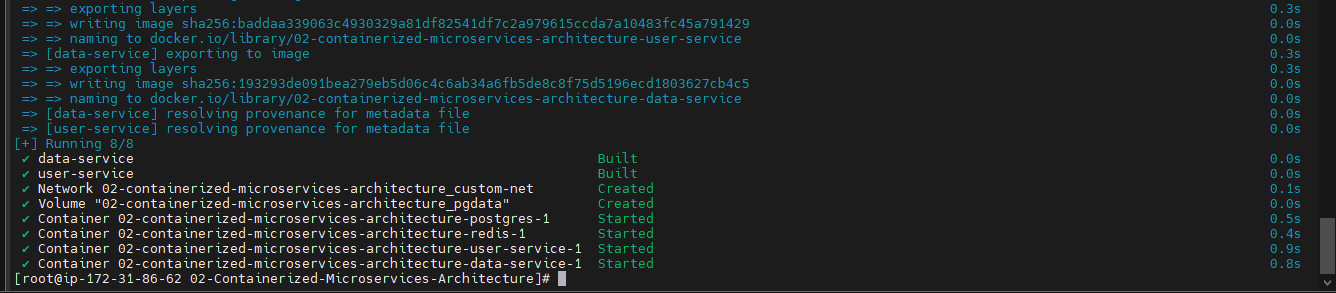 => => exporting layers 0.3s
=> => writing image sha256:baddaa339063c4930329a81df82541df7c2a979615ccda7a10483fc45a791429 0.0s
=> => naming to docker.io/library/02-containerized-microservices-architecture-user-service 0.0s
=> [data-service] exporting to image 0.3s
=> => exporting layers 0.3s
=> => writing image sha256:193293de091bea279eb5d06c4c6ab34a6fb5de8c8f75d5196ecd1803627cb4c5 0.0s
=> => naming to docker.io/library/02-containerized-microservices-architecture-data-service 0.0s
=> [data-service] resolving provenance for metadata file 0.0s
=> [user-service] resolving provenance for metadata file 0.0s
[+] Running 8/8
✔ data-service Built 0.0s
✔ user-service Built 0.0s
✔ Network 02-containerized-microservices-architecture_custom-net Created 0.1s
✔ Volume "02-containerized-microservices-architecture_pgdata" Created 0.0s
✔ Container 02-containerized-microservices-architecture-postgres-1 Started 0.5s
✔ Container 02-containerized-microservices-architecture-redis-1 Started 0.4s
✔ Container 02-containerized-microservices-architecture-user-service-1 Started 0.9s
✔ Container 02-containerized-microservices-architecture-data-service-1 Started 0.8s
[root@ip-172-31-86-62 02-Containerized-Microservices-Architecture]#